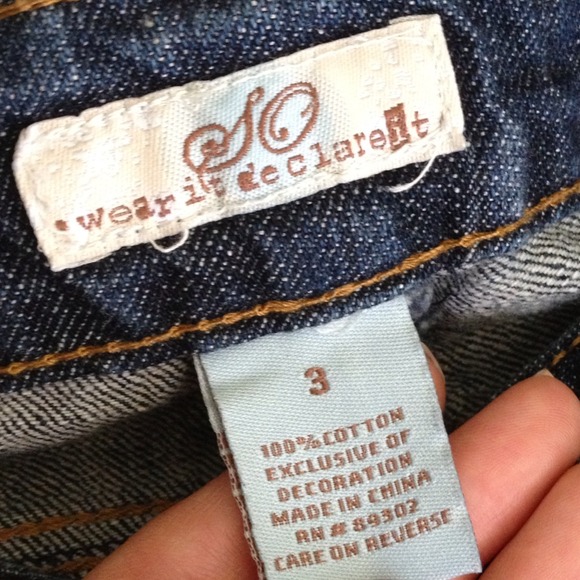 SO
wear it declare it
3
100% COTTON
EXCLUSIVE OF
DECORATION
MADE IN CHINA
RN # 89302
CARE ON REVERSE